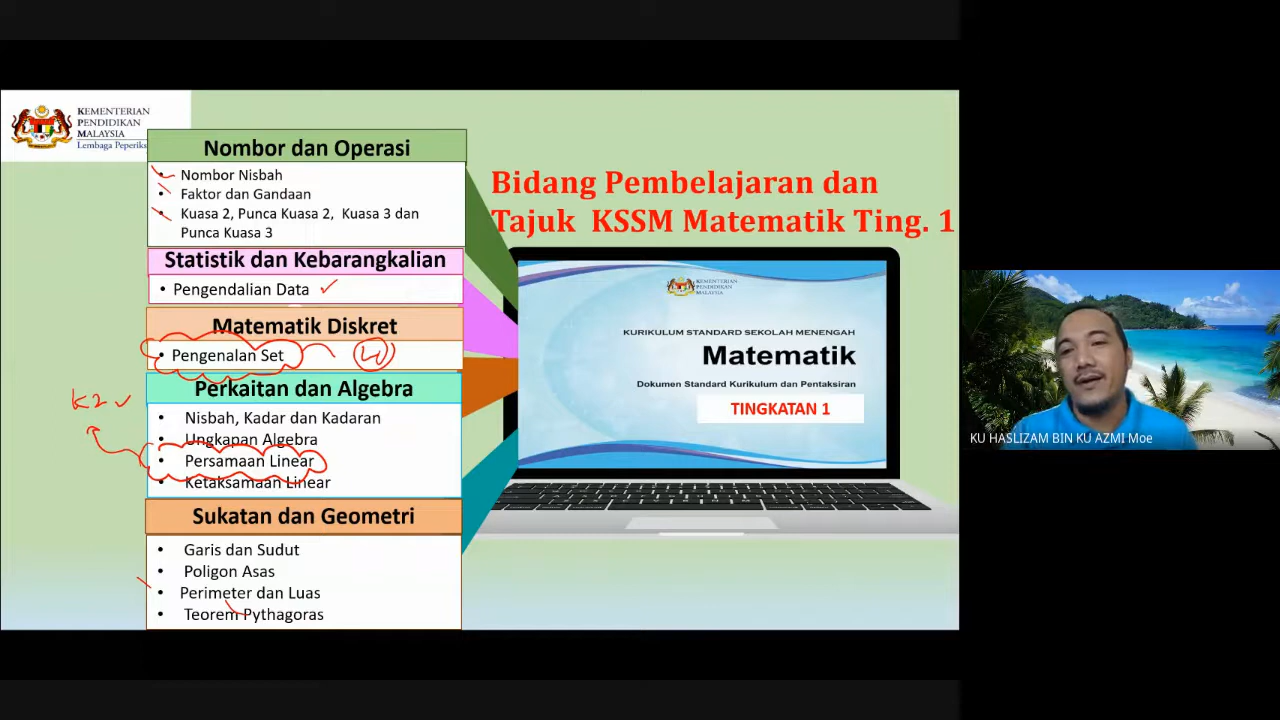 KEMENTERIAN
PENDIDIKAN
MALAYSIA
Lembaga Peperiks
Nombor dan Operasi
• Nombor Nisbah
• Faktor dan Gandaan
• Kuasa 2, Punca Kuasa 2, Kuasa 3 dan
Punca Kuasa 3
Statistik dan Kebarangkalian
• Pengendalian Data
Matematik Diskret
• Pengenalan Set
Perkaitan dan Algebra
K2
• Nisbah, Kadar dan Kadaran
• Ungkapan Algebra
• Persamaan Linear
• Ketaksamaan Linear
Sukatan dan Geometri
• Garis dan Sudut
• Poligon Asas
• Perimeter dan Luas
• Teorem Pythagoras
Bidang Pembelajaran dan
Tajuk KSSM Matematik Ting. 1
KEMENTERIAN
PENDIDIKAN
MALAYSIA
KURIKULUM STANDARD SEKOLAH MENENGAH
Matematik
Dokumen Standard Kurikulum dan Pentaksiran
TINGKATAN 1
KU HASLIZAM BIN KU AZMI Moe